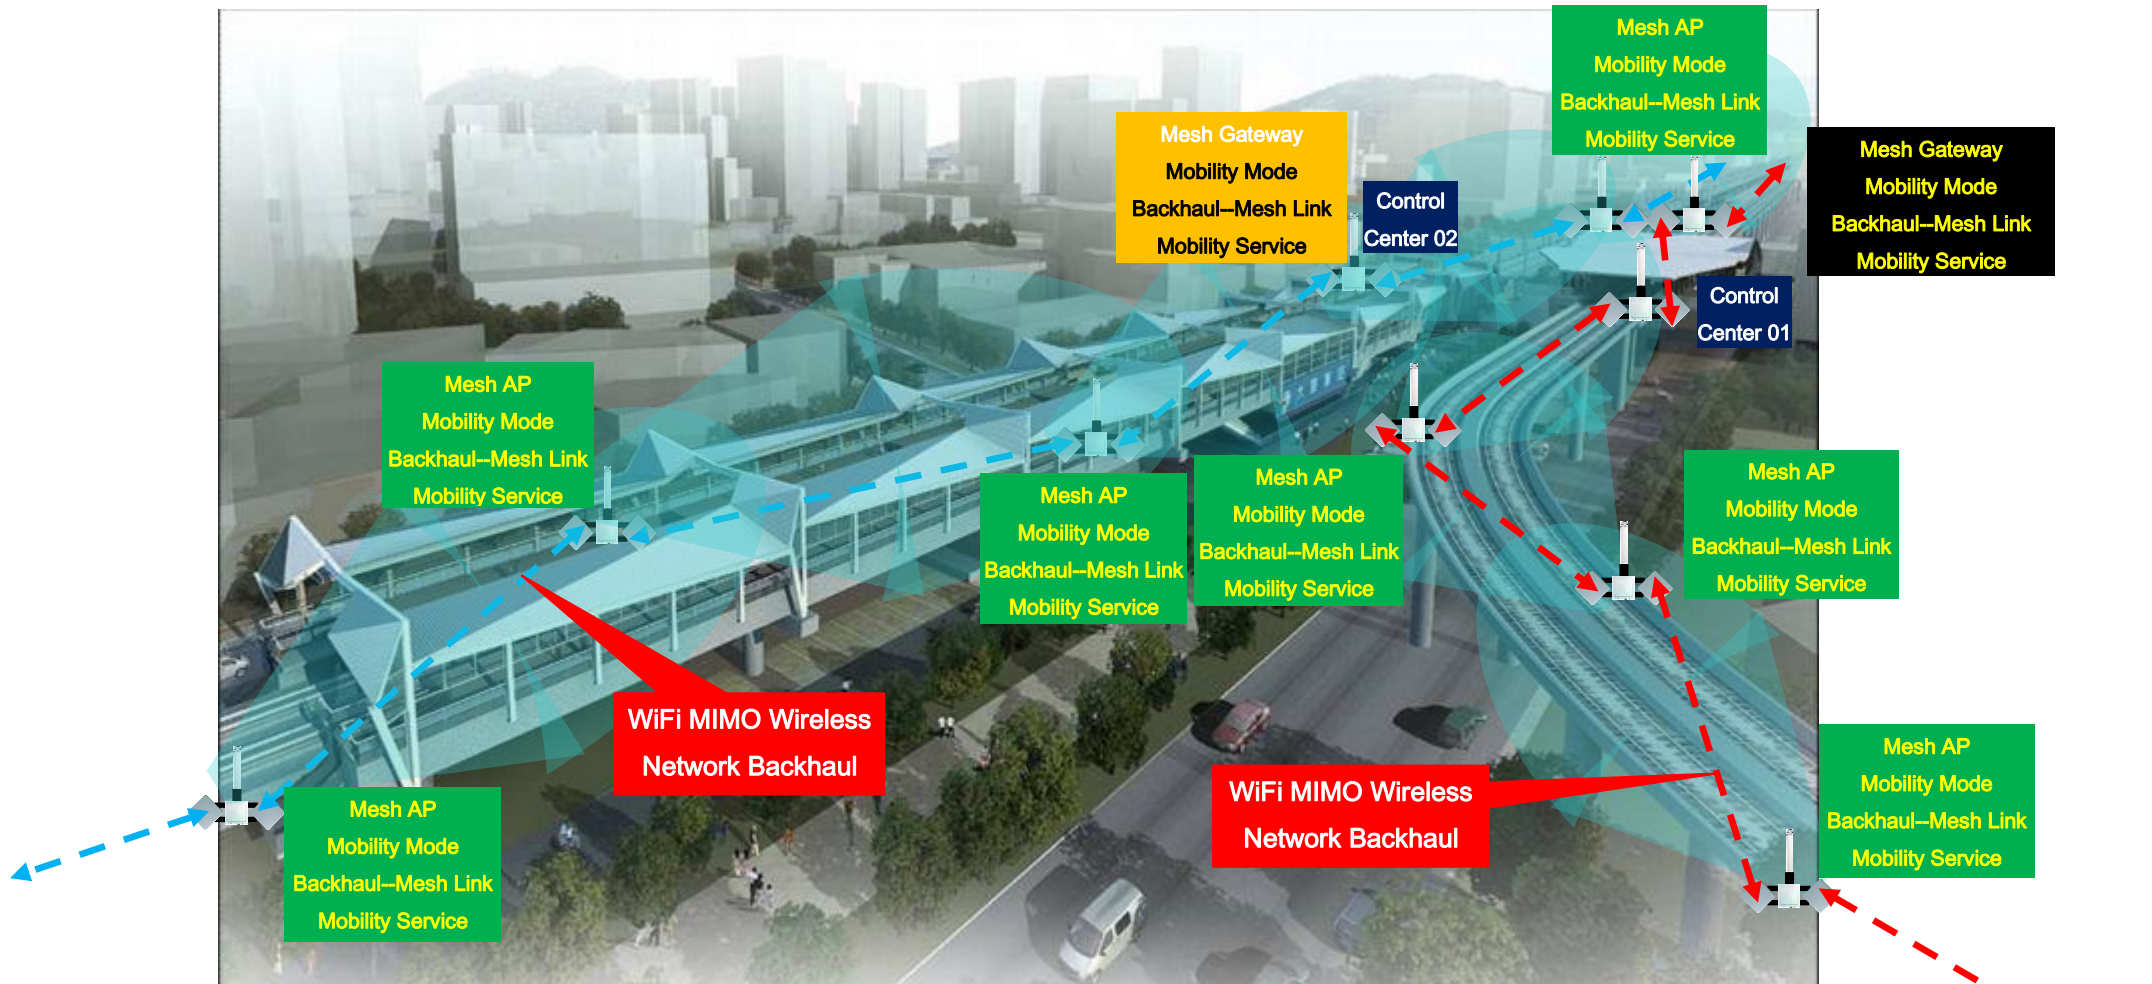 Mesh AP
Mobility Mode
Backhaul--Mesh Link
Mobility Service
Mesh Gateway
Mobility Mode
Backhaul--Mesh Link
Mobility Service
Mesh Gateway
Mobility Mode
Backhaul--Mesh Link
Mobility Service
Control
Center 02
Control
Center 01
Mesh AP
Mobility Mode
Backhaul--Mesh Link
Mobility Service
Mesh AP
Mobility Mode
Backhaul--Mesh Link
Mobility Service
Mesh AP
Mobility Mode
Backhaul--Mesh Link
Mobility Service
Mesh AP
Mobility Mode
Backhaul--Mesh Link
Mobility Service
WiFi MIMO Wireless
Network Backhaul
WiFi MIMO Wireless
Network Backhaul
Mesh AP
Mobility Mode
Backhaul--Mesh Link
Mobility Service
Mesh AP
Mobility Mode
Backhaul--Mesh Link
Mobility Service